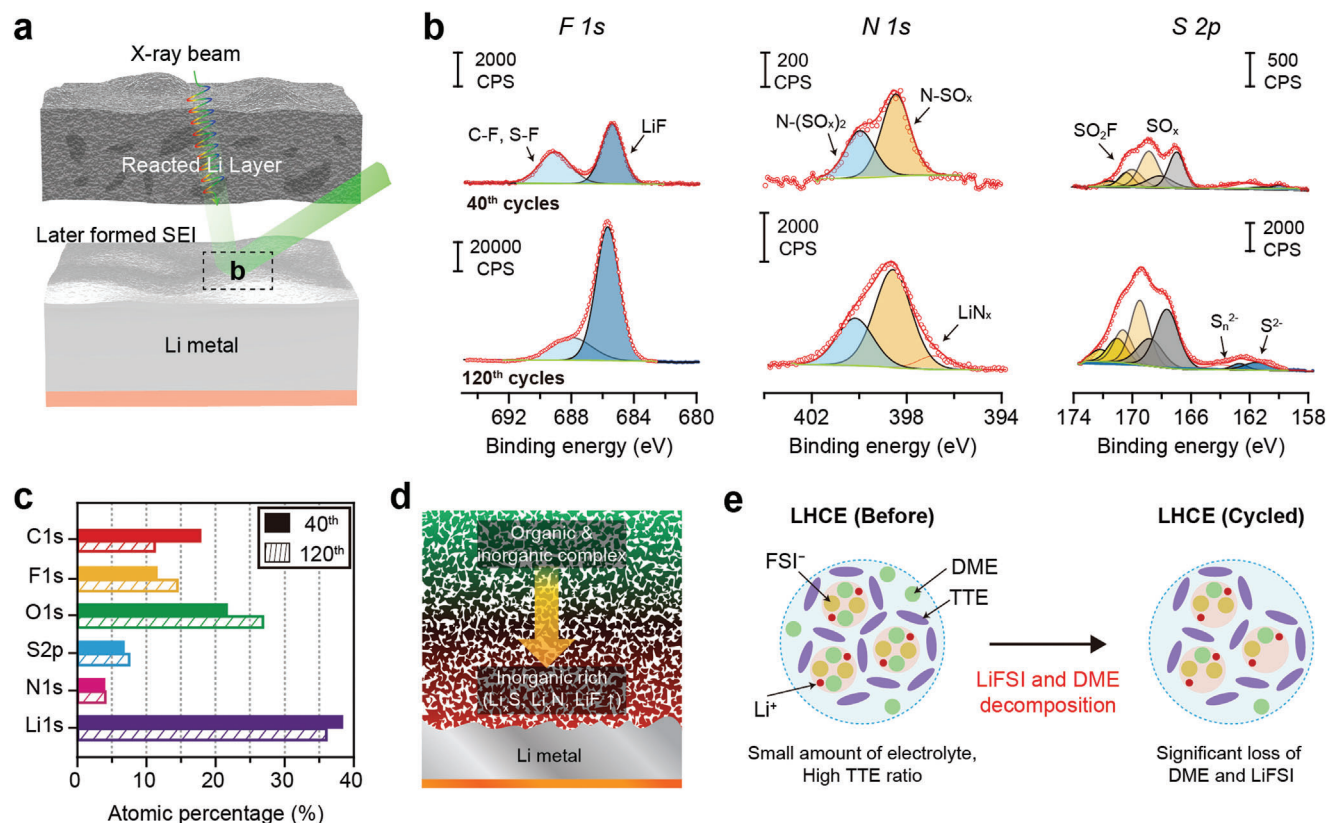 a
X-ray beam
Reacted Li Layer
Later formed SEI
b
Li metal
b
F 1s
N 1s
S 2p
2000
CPS
C-F, S-F
LiF
40th cycles
20000
CPS
120th cycles
692
688
684
680
Binding energy (eV)
200
CPS
N-(SOx)2
N-SOx
2000
CPS
LiNx
402
398
394
Binding energy (eV)
500
CPS
SO2F
SOx
2000
CPS
Sn2-
S2-
174
170
166
162
158
Binding energy (eV)
c
40th
120th
C1s
F1s
O1s
S2p
N1s
Li1s
0
10
20
30
40
Atomic percentage (%)
d
Organic &
inorganic complex
Inorganic rich
(LixS, LixN, LiF ↑)
Li metal
e
LHCE (Before)
FSI−
DME
TTE
Li+
Small amount of electrolyte,
High TTE ratio
LiFSI and DME
decomposition
LHCE (Cycled)
Significant loss of
DME and LiFSI